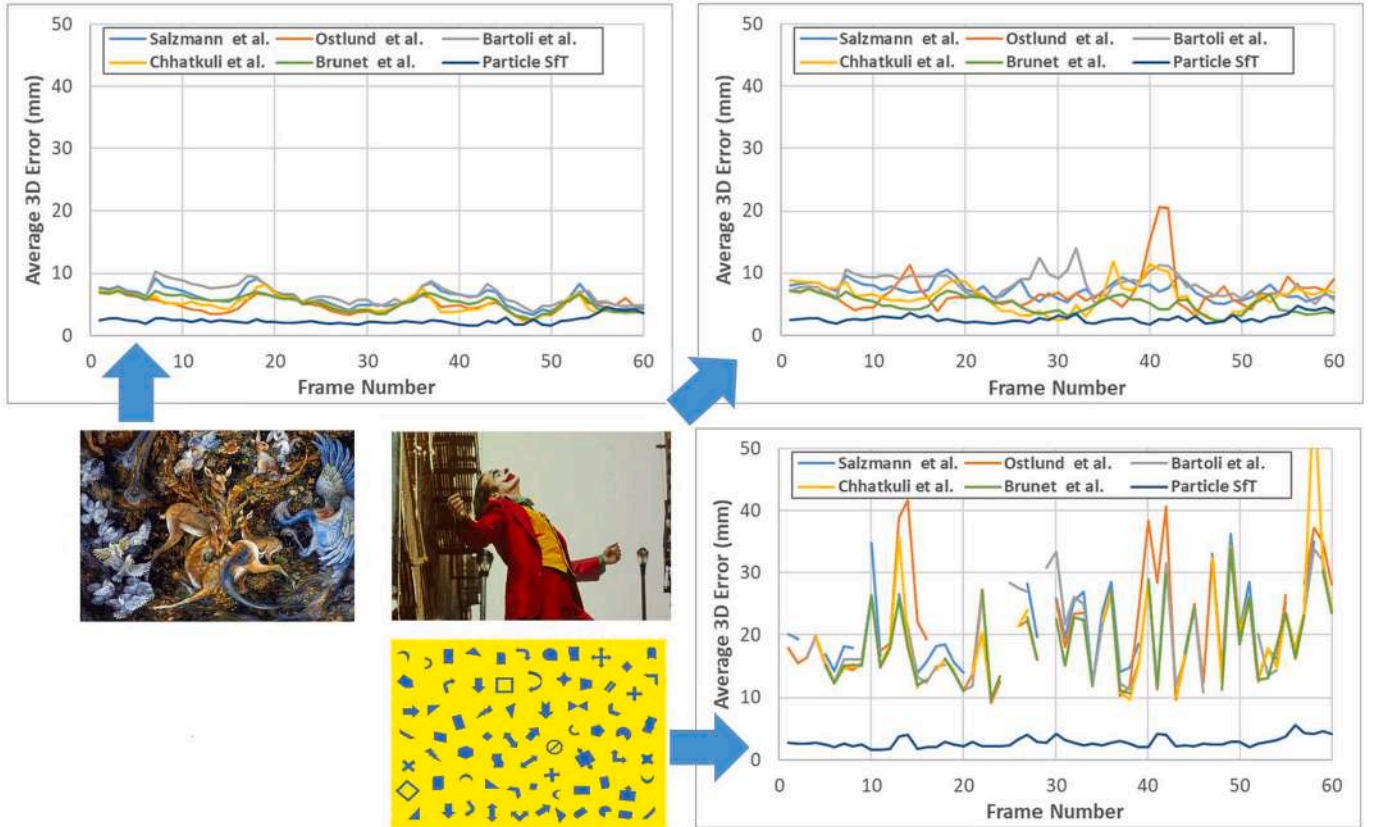 50
40
30
20
10
0
Average 3D Error (mm)
Salzmann et al. Ostlund et al. Bartoli et al.
Chhatkuli et al. Brunet et al. Particle SfT
0 10 20 30 40 50 60
Frame Number
50
40
30
20
10
0
Average 3D Error (mm)
Salzmann et al. Ostlund et al. Bartoli et al.
Chhatkuli et al. Brunet et al. Particle SfT
0 10 20 30 40 50 60
Frame Number
50
40
30
20
10
0
Average 3D Error (mm)
Salzmann et al. Ostlund et al. Bartoli et al.
Chhatkuli et al. Brunet et al. Particle SfT
0 10 20 30 40 50 60
Frame Number